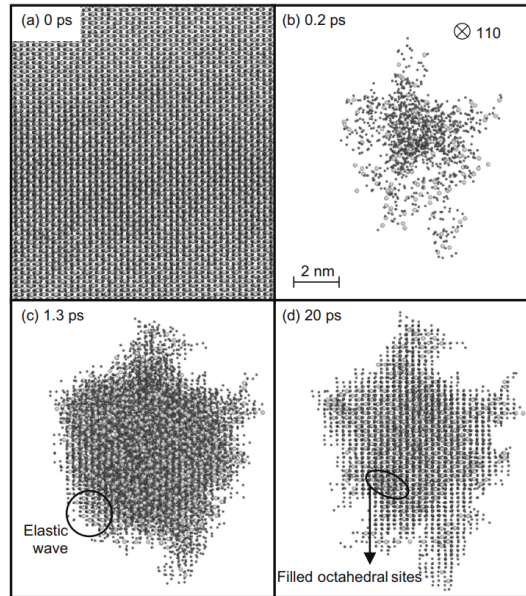 (a) 0 ps
(b) 0.2 ps
⊗ 110
2 nm
(c) 1.3 ps
Elastic
wave
(d) 20 ps
Filled octahedral sites